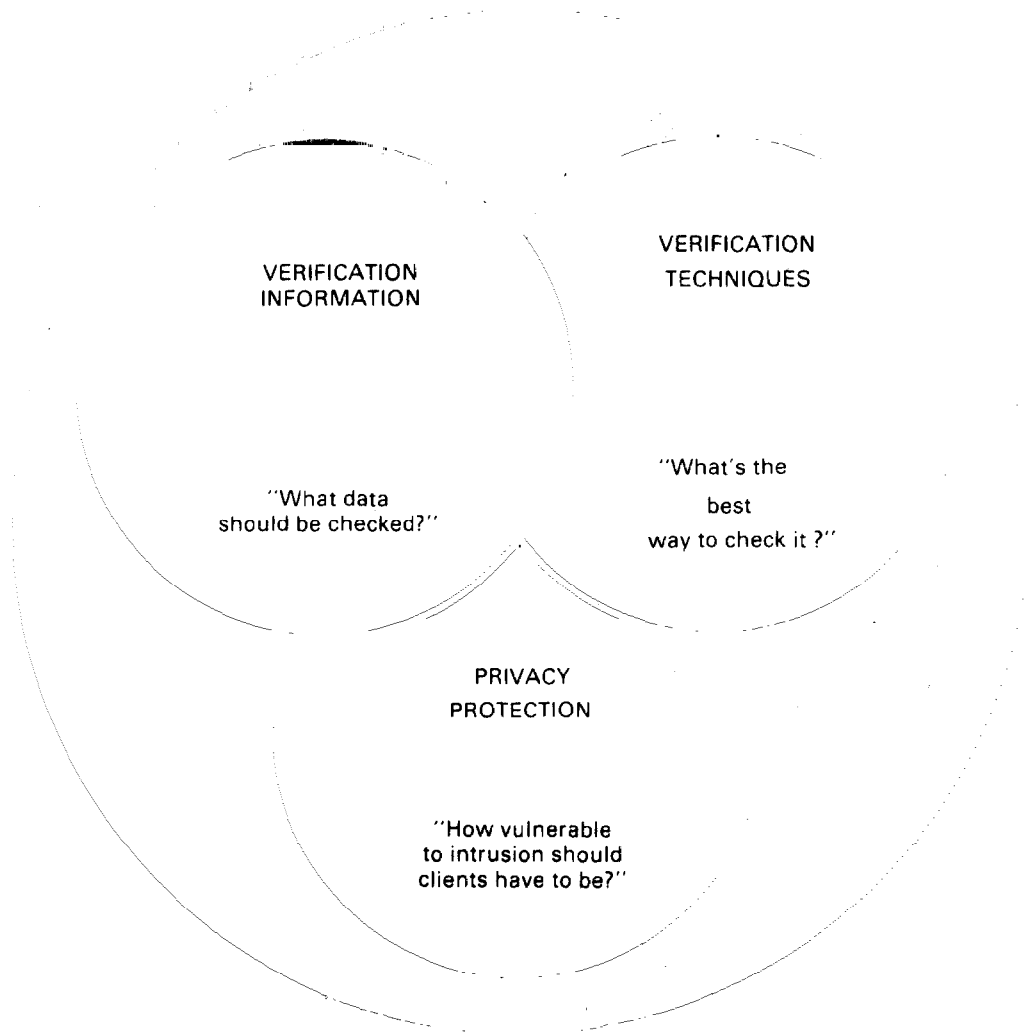 VERIFICATION
INFORMATION
"What data
should be checked?"
VERIFICATION
TECHNIQUES
"What's the
best
way to check it ?"
PRIVACY
PROTECTION
"How vulnerable
to intrusion should
clients have to be?"